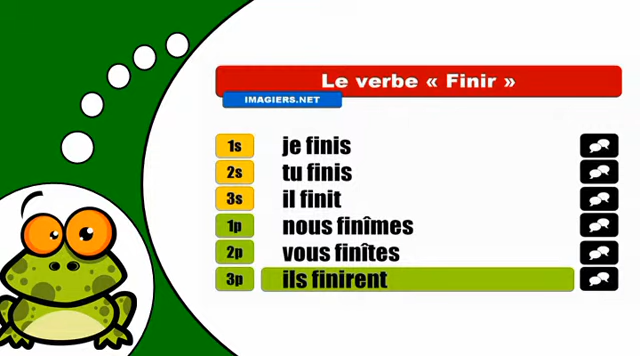 Le verbe « Finir »
IMAGIERS.NET
1s je finis
2s tu finis
3s il finit
1p nous finîmes
2p vous finîtes
3p ils finirent